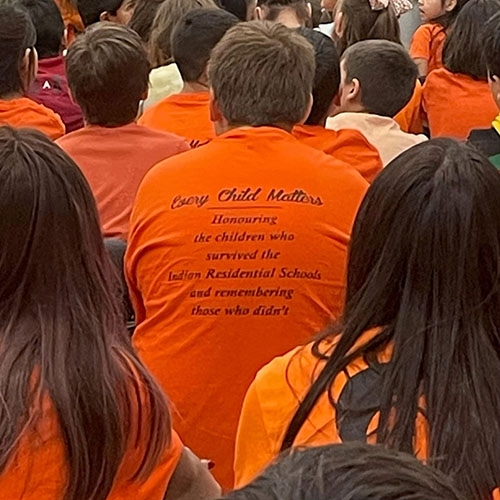 Every Child Matters
Honouring
the children who
survived the
Indian Residential Schools
and remembering
those who didn't